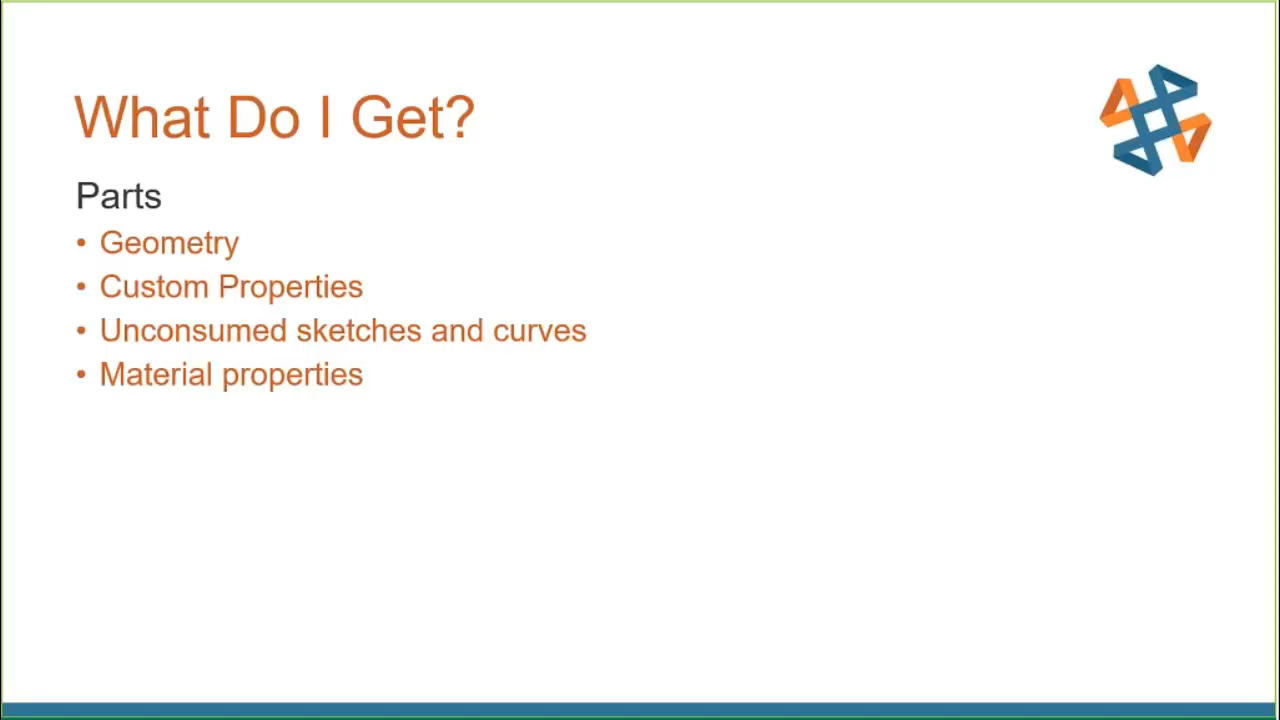 What Do I Get?
Parts
• Geometry
• Custom Properties
• Unconsumed sketches and curves
• Material properties